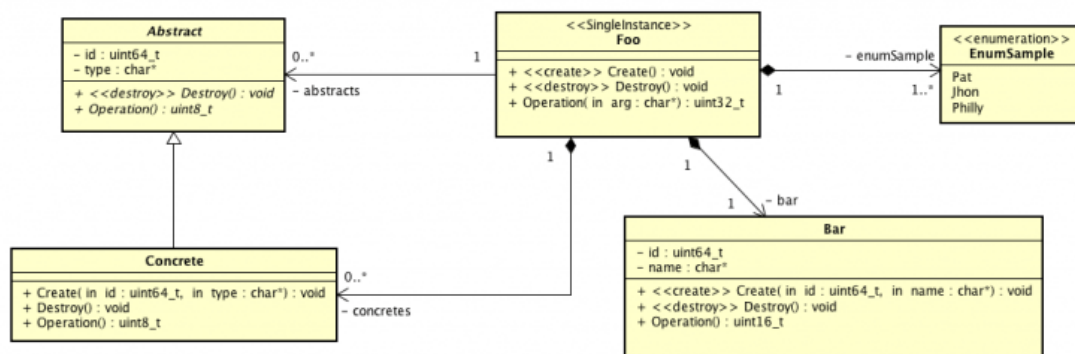 Abstract
- id : uint64_t
- type : char*
+ <<destroy>> Destroy() : void
+ Operation() : uint8_t
0..*
- abstracts
1
<<SingleInstance>>
Foo
+ <<create>> Create() : void
+ <<destroy>> Destroy() : void
+ Operation( in arg : char*) : uint32_t
- enumSample
1
1..*
<<enumeration>>
EnumSample
Pat
Jhon
Philly
1
1
1
- bar
Concrete
+ Create( in id : uint64_t, in type : char*) : void
+ Destroy() : void
+ Operation() : uint8_t
0..*
- concretes
Bar
- id : uint64_t
- name : char*
+ <<create>> Create( in id : uint64_t, in name : char*) : void
+ <<destroy>> Destroy() : void
+ Operation() : uint16_t